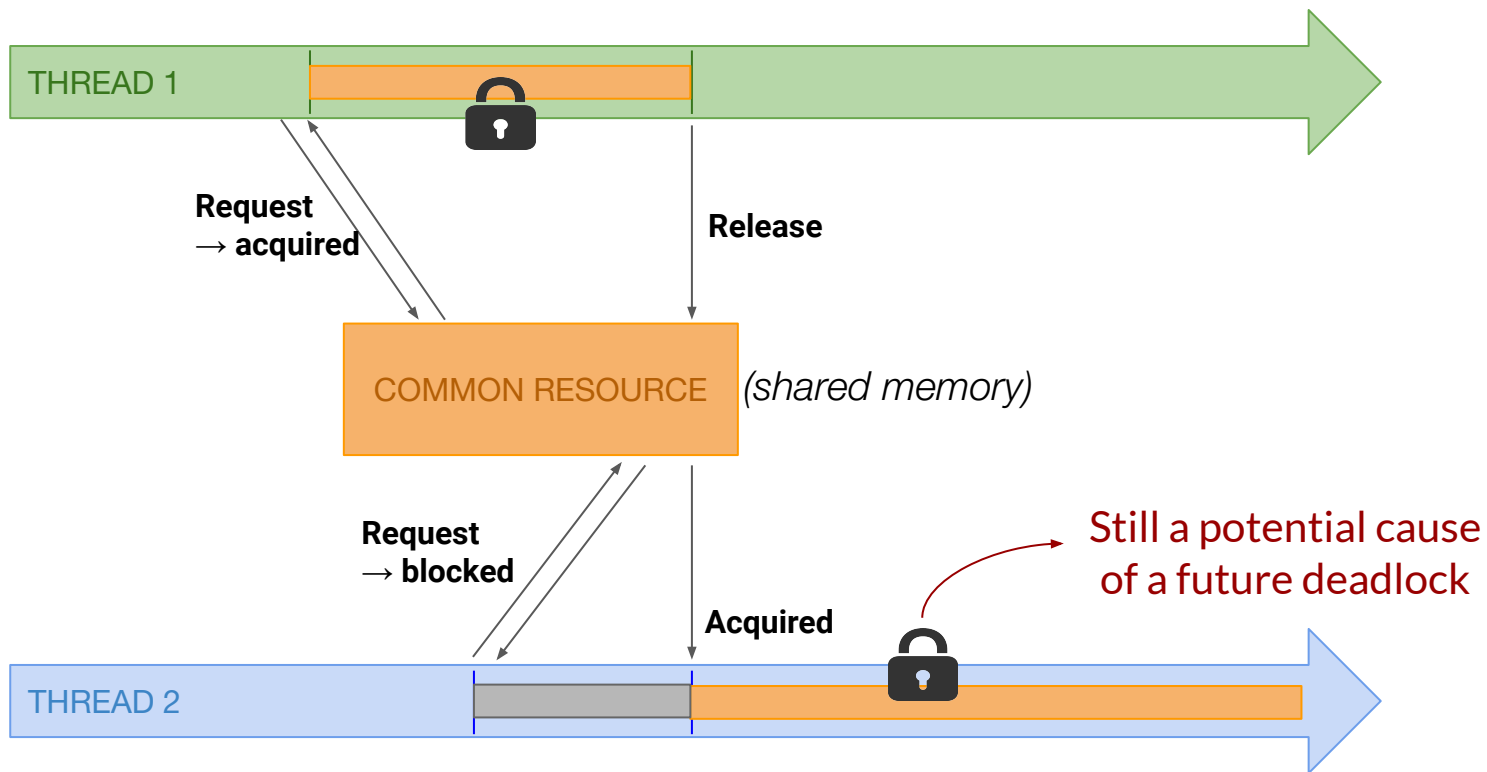 THREAD 1
Request
→ acquired
Release
COMMON RESOURCE
(shared memory)
Request
→ blocked
Still a potential cause
of a future deadlock
Acquired
THREAD 2